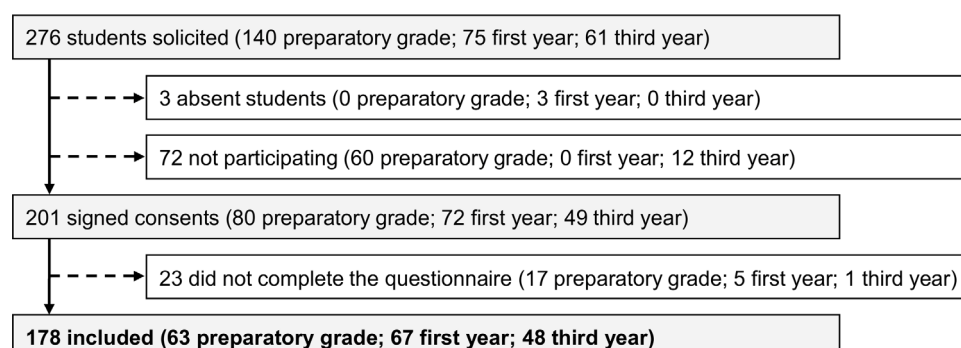 276 students solicited (140 preparatory grade; 75 first year; 61 third year)
3 absent students (0 preparatory grade; 3 first year; 0 third year)
72 not participating (60 preparatory grade; 0 first year; 12 third year)
201 signed consents (80 preparatory grade; 72 first year; 49 third year)
23 did not complete the questionnaire (17 preparatory grade; 5 first year; 1 third year)
178 included (63 preparatory grade; 67 first year; 48 third year)